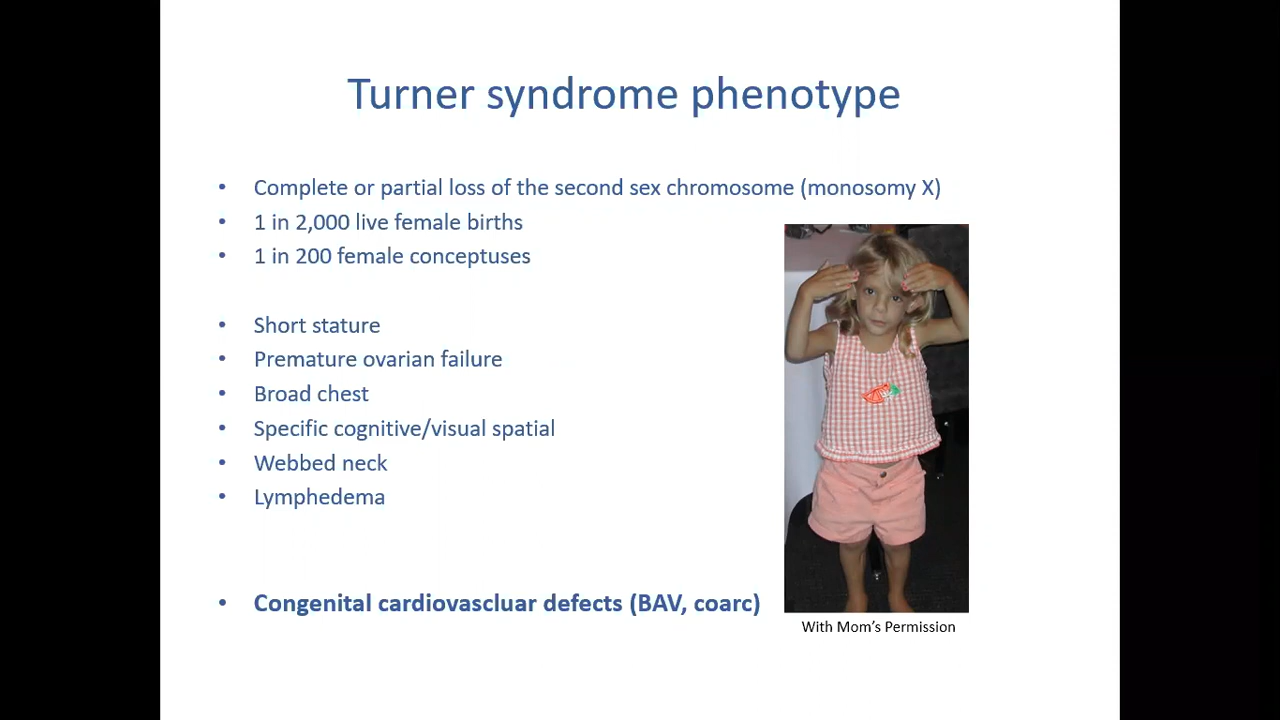 Turner syndrome phenotype
• Complete or partial loss of the second sex chromosome (monosomy X)
• 1 in 2,000 live female births
• 1 in 200 female conceptuses
• Short stature
• Premature ovarian failure
• Broad chest
• Specific cognitive/visual spatial
• Webbed neck
• Lymphedema
• Congenital cardiovascluar defects (BAV, coarc)
With Mom's Permission